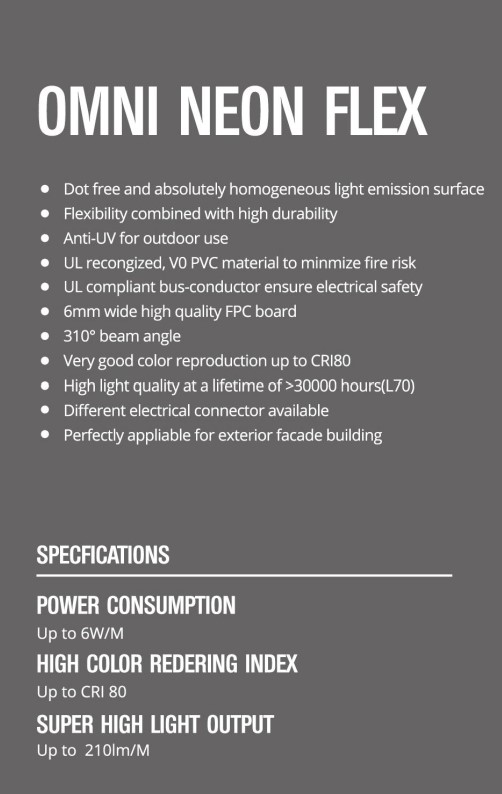 OMNI NEON FLEX
• Dot free and absolutely homogeneous light emission surface
• Flexibility combined with high durability
• Anti-UV for outdoor use
• UL recongized, V0 PVC material to minmize fire risk
• UL compliant bus-conductor ensure electrical safety
• 6mm wide high quality FPC board
• 310° beam angle
• Very good color reproduction up to CRI80
• High light quality at a lifetime of >30000 hours(L70)
• Different electrical connector available
• Perfectly appliable for exterior facade building
SPECFICATIONS
POWER CONSUMPTION
Up to 6W/M
HIGH COLOR REDERING INDEX
Up to CRI 80
SUPER HIGH LIGHT OUTPUT
Up to 210lm/M